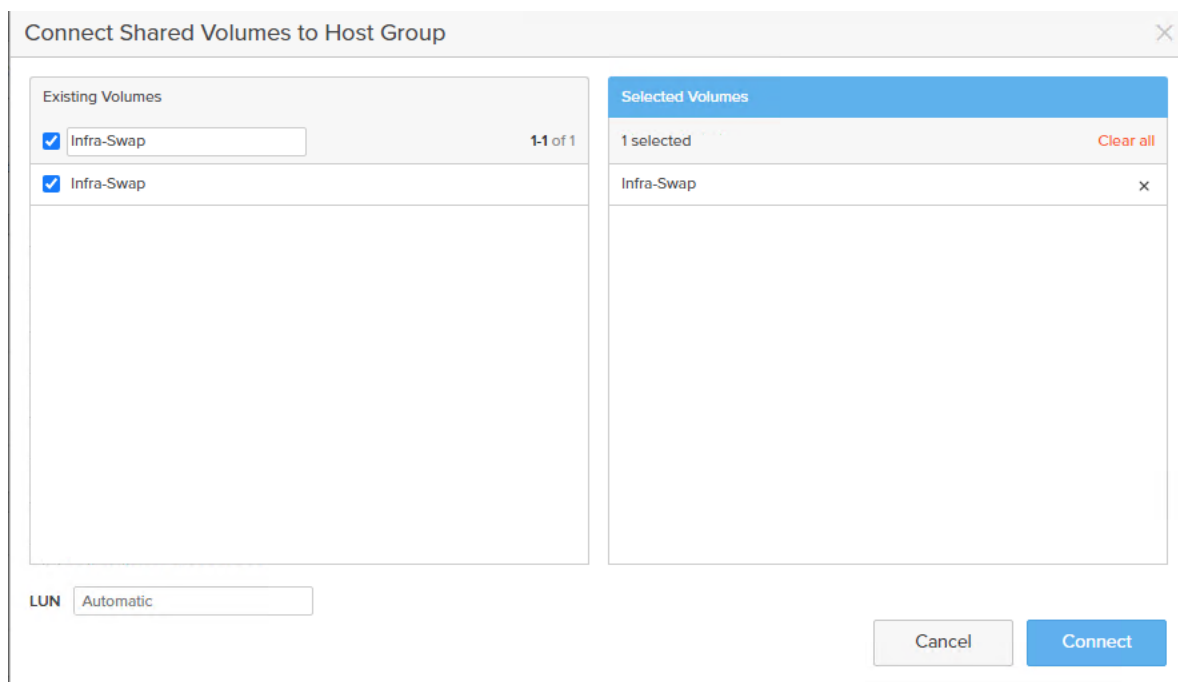 Connect Shared Volumes to Host Group
Existing Volumes
Infra-Swap
1-1 of 1
Infra-Swap
Selected Volumes
1 selected
Clear all
Infra-Swap
LUN
Automatic
Cancel
Connect